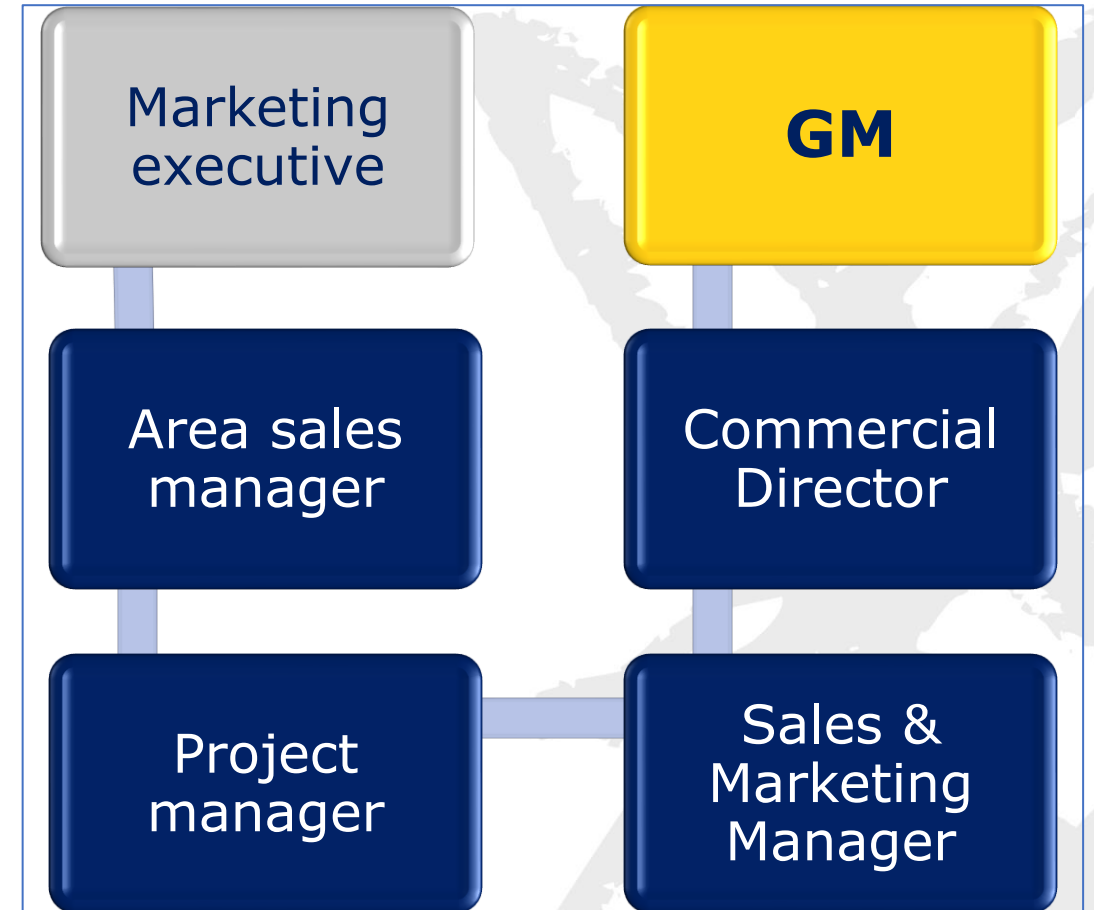 Marketing
executive
Area sales
manager
Project
manager
Sales &
Marketing
Manager
Commercial
Director
GM